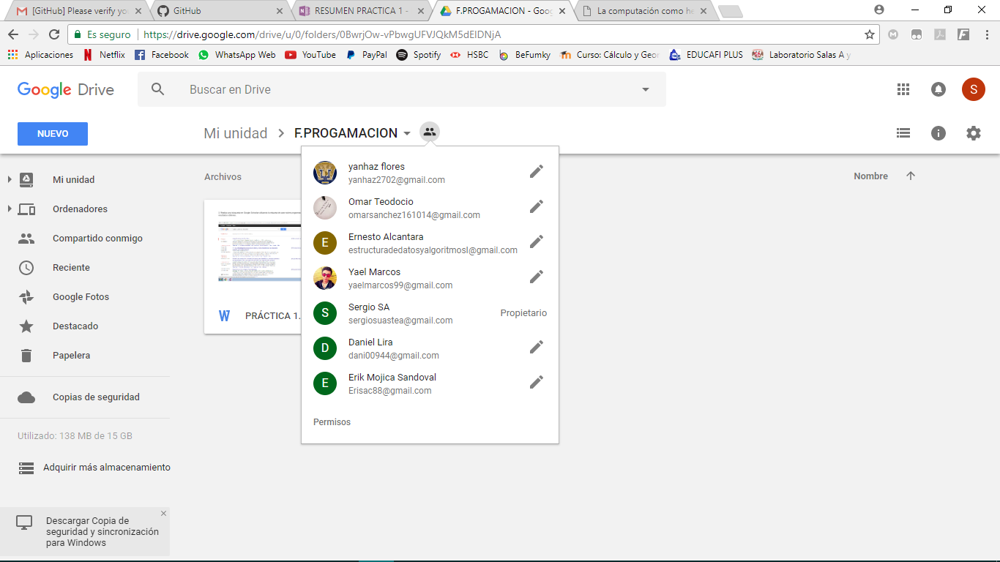 [GitHub] Please verify you
GitHub
RESUMEN PRACTICA 1 -
F.PROGAMACION - Goog
La computación como he
Es seguro
https://drive.google.com/drive/u/0/folders/0BwrjOw-vPbwgUFVJQkM5dEIDNjA
Aplicaciones
Netflix
Facebook
WhatsApp Web
YouTube
PayPal
Spotify
HSBC
BeFumky
Curso: Cálculo y Geo
EDUCAFI PLUS
Laboratorio Salas A y
Google Drive
Buscar en Drive
S
NUEVO
Mi unidad
F.PROGAMACION
Mi unidad
Ordenadores
Compartido conmigo
Reciente
Google Fotos
Destacado
Papelera
Copias de seguridad
Utilizado: 138 MB de 15 GB
Adquirir más almacenamiento
Descargar Copia de
seguridad y sincronización
para Windows
Archivos
Nombre
PRÁCTICA 1.
yanhaz flores
yanhaz2702@gmail.com
Omar Teodocio
omarsanchez161014@gmail.com
E
Ernesto Alcantara
estructuradedatosyalgoritmosI@gmail.com
Yael Marcos
yaelmarcos99@gmail.com
S
Sergio SA
sergiosuastea@gmail.com
Propietario
D
Daniel Lira
dani00944@gmail.com
E
Erik Mojica Sandoval
Erisac88@gmail.com
Permisos